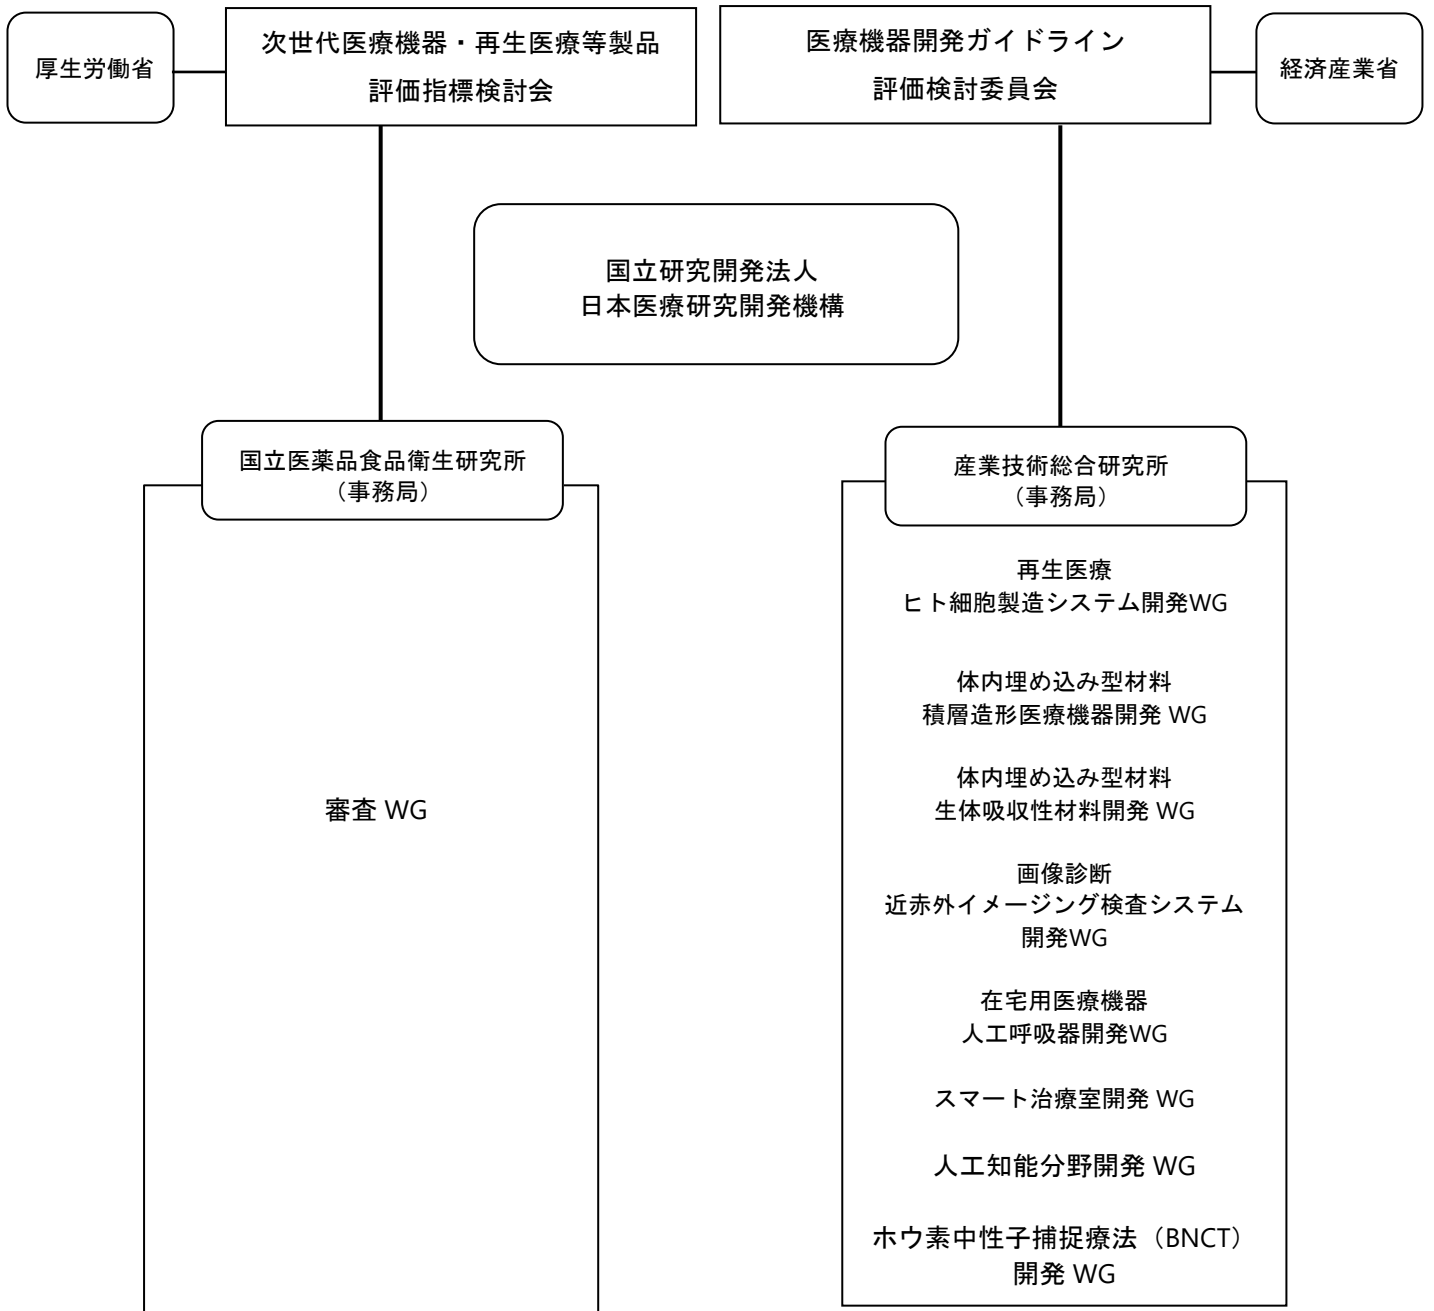 厚生労働省
次世代医療機器・再生医療等製品
評価指標検討会
医療機器開発ガイドライン
評価検討委員会
経済産業省
国立研究開発法人
日本医療研究開発機構
国立医薬品食品衛生研究所
（事務局）
審査 WG
産業技術総合研究所
（事務局）
再生医療
ヒト細胞製造システム開発WG
体内埋め込み型材料
積層造形医療機器開発 WG
体内埋め込み型材料
生体吸収性材料開発 WG
画像診断
近赤外イメージング検査システム
開発WG
在宅用医療機器
人工呼吸器開発WG
スマート治療室開発 WG
人工知能分野開発 WG
ホウ素中性子捕捉療法（BNCT）
開発 WG